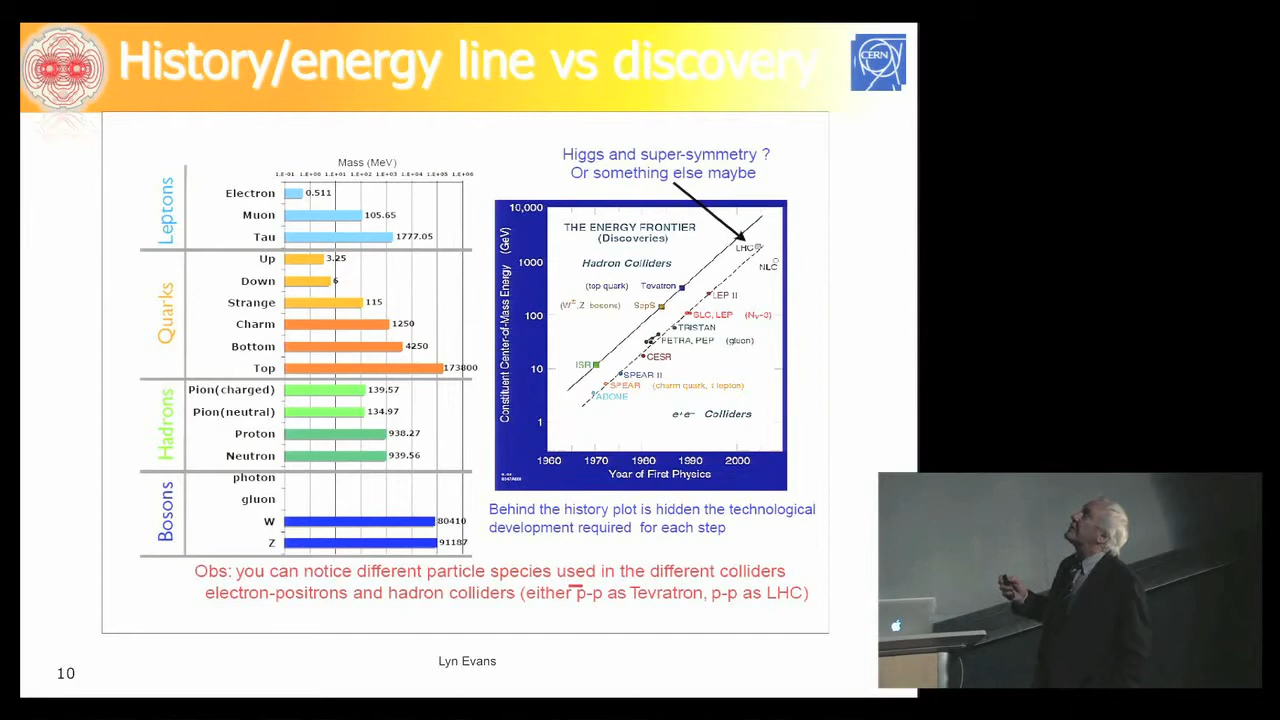 History/energy line vs discovery
CERN
Mass (MeV)
1.E-01 1.E+00 1.E+01 1.E+02 1.E+03 1.E+04 1.E+05 1.E+06
Leptons
Electron 0.511
Muon 105.65
Tau 1777.05
Quarks
Up 3.25
Down 6
Strange 115
Charm 1250
Bottom 4250
Top 173800
Hadrons
Pion(charged) 139.57
Pion(neutral) 134.97
Proton 938.27
Neutron 939.56
Bosons
photon
gluon
W 80410
Z 91187
Higgs and super-symmetry ?
Or something else maybe
Constituent Center-of-Mass Energy (GeV)
10,000
1000
100
10
1
THE ENERGY FRONTIER
(Discoveries)
Hadron Colliders
LHC
NLC
(top quark) Tevatron
LEP II
(W±,Z bosons) SppS
SLC, LEP (Nν=3)
TRISTAN
PETRA, PEP (gluon)
CESR
ISR
SPEAR II
SPEAR (charm quark, τ lepton)
ADONE
e+e− Colliders
1960 1970 1980 1990 2000
Year of First Physics
Behind the history plot is hidden the technological
development required for each step
Obs: you can notice different particle species used in the different colliders
electron-positrons and hadron colliders (either p̅-p as Tevratron, p-p as LHC)
Lyn Evans
10